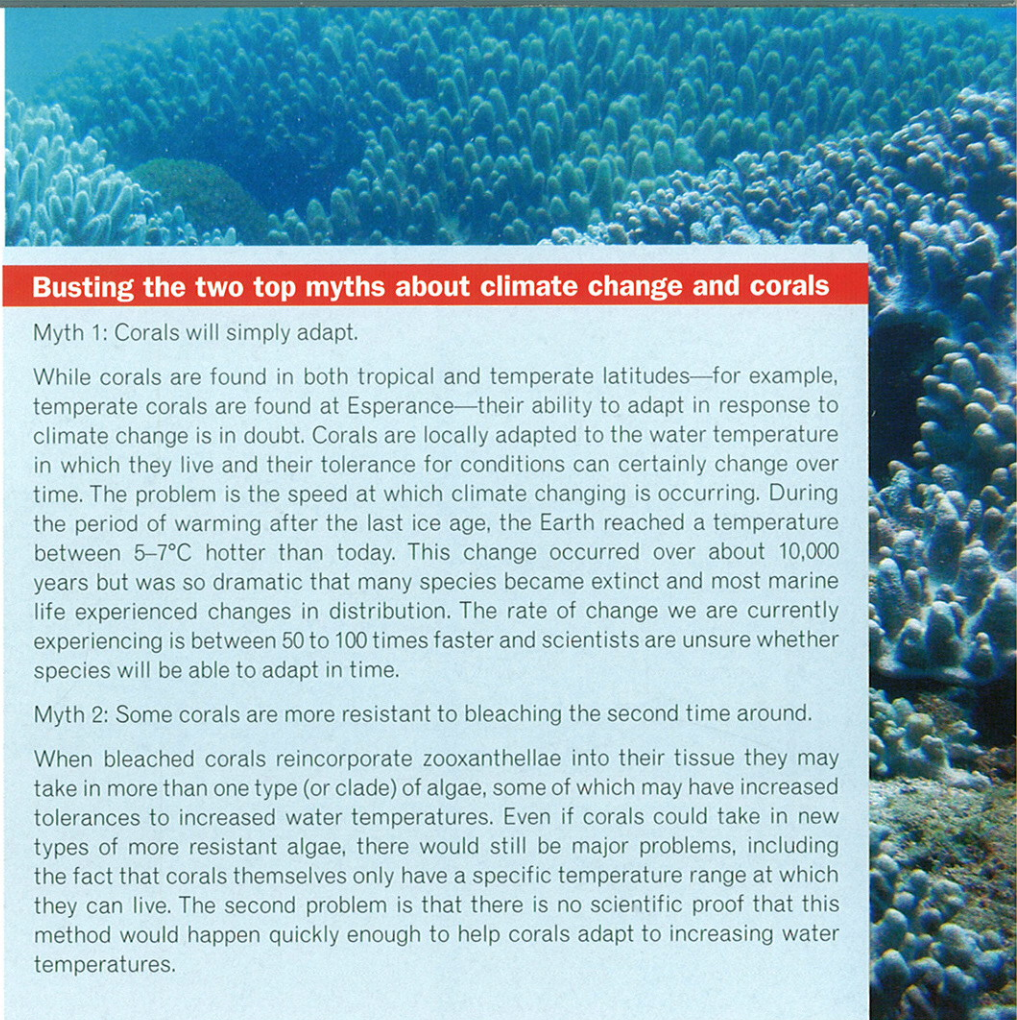 Busting the two top myths about climate change and corals
Myth 1: Corals will simply adapt.
While corals are found in both tropical and temperate latitudes—for example,
temperate corals are found at Esperance—their ability to adapt in response to
climate change is in doubt. Corals are locally adapted to the water temperature
in which they live and their tolerance for conditions can certainly change over
time. The problem is the speed at which climate changing is occurring. During
the period of warming after the last ice age, the Earth reached a temperature
between 5–7°C hotter than today. This change occurred over about 10,000
years but was so dramatic that many species became extinct and most marine
life experienced changes in distribution. The rate of change we are currently
experiencing is between 50 to 100 times faster and scientists are unsure whether
species will be able to adapt in time.
Myth 2: Some corals are more resistant to bleaching the second time around.
When bleached corals reincorporate zooxanthellae into their tissue they may
take in more than one type (or clade) of algae, some of which may have increased
tolerances to increased water temperatures. Even if corals could take in new
types of more resistant algae, there would still be major problems, including
the fact that corals themselves only have a specific temperature range at which
they can live. The second problem is that there is no scientific proof that this
method would happen quickly enough to help corals adapt to increasing water
temperatures.